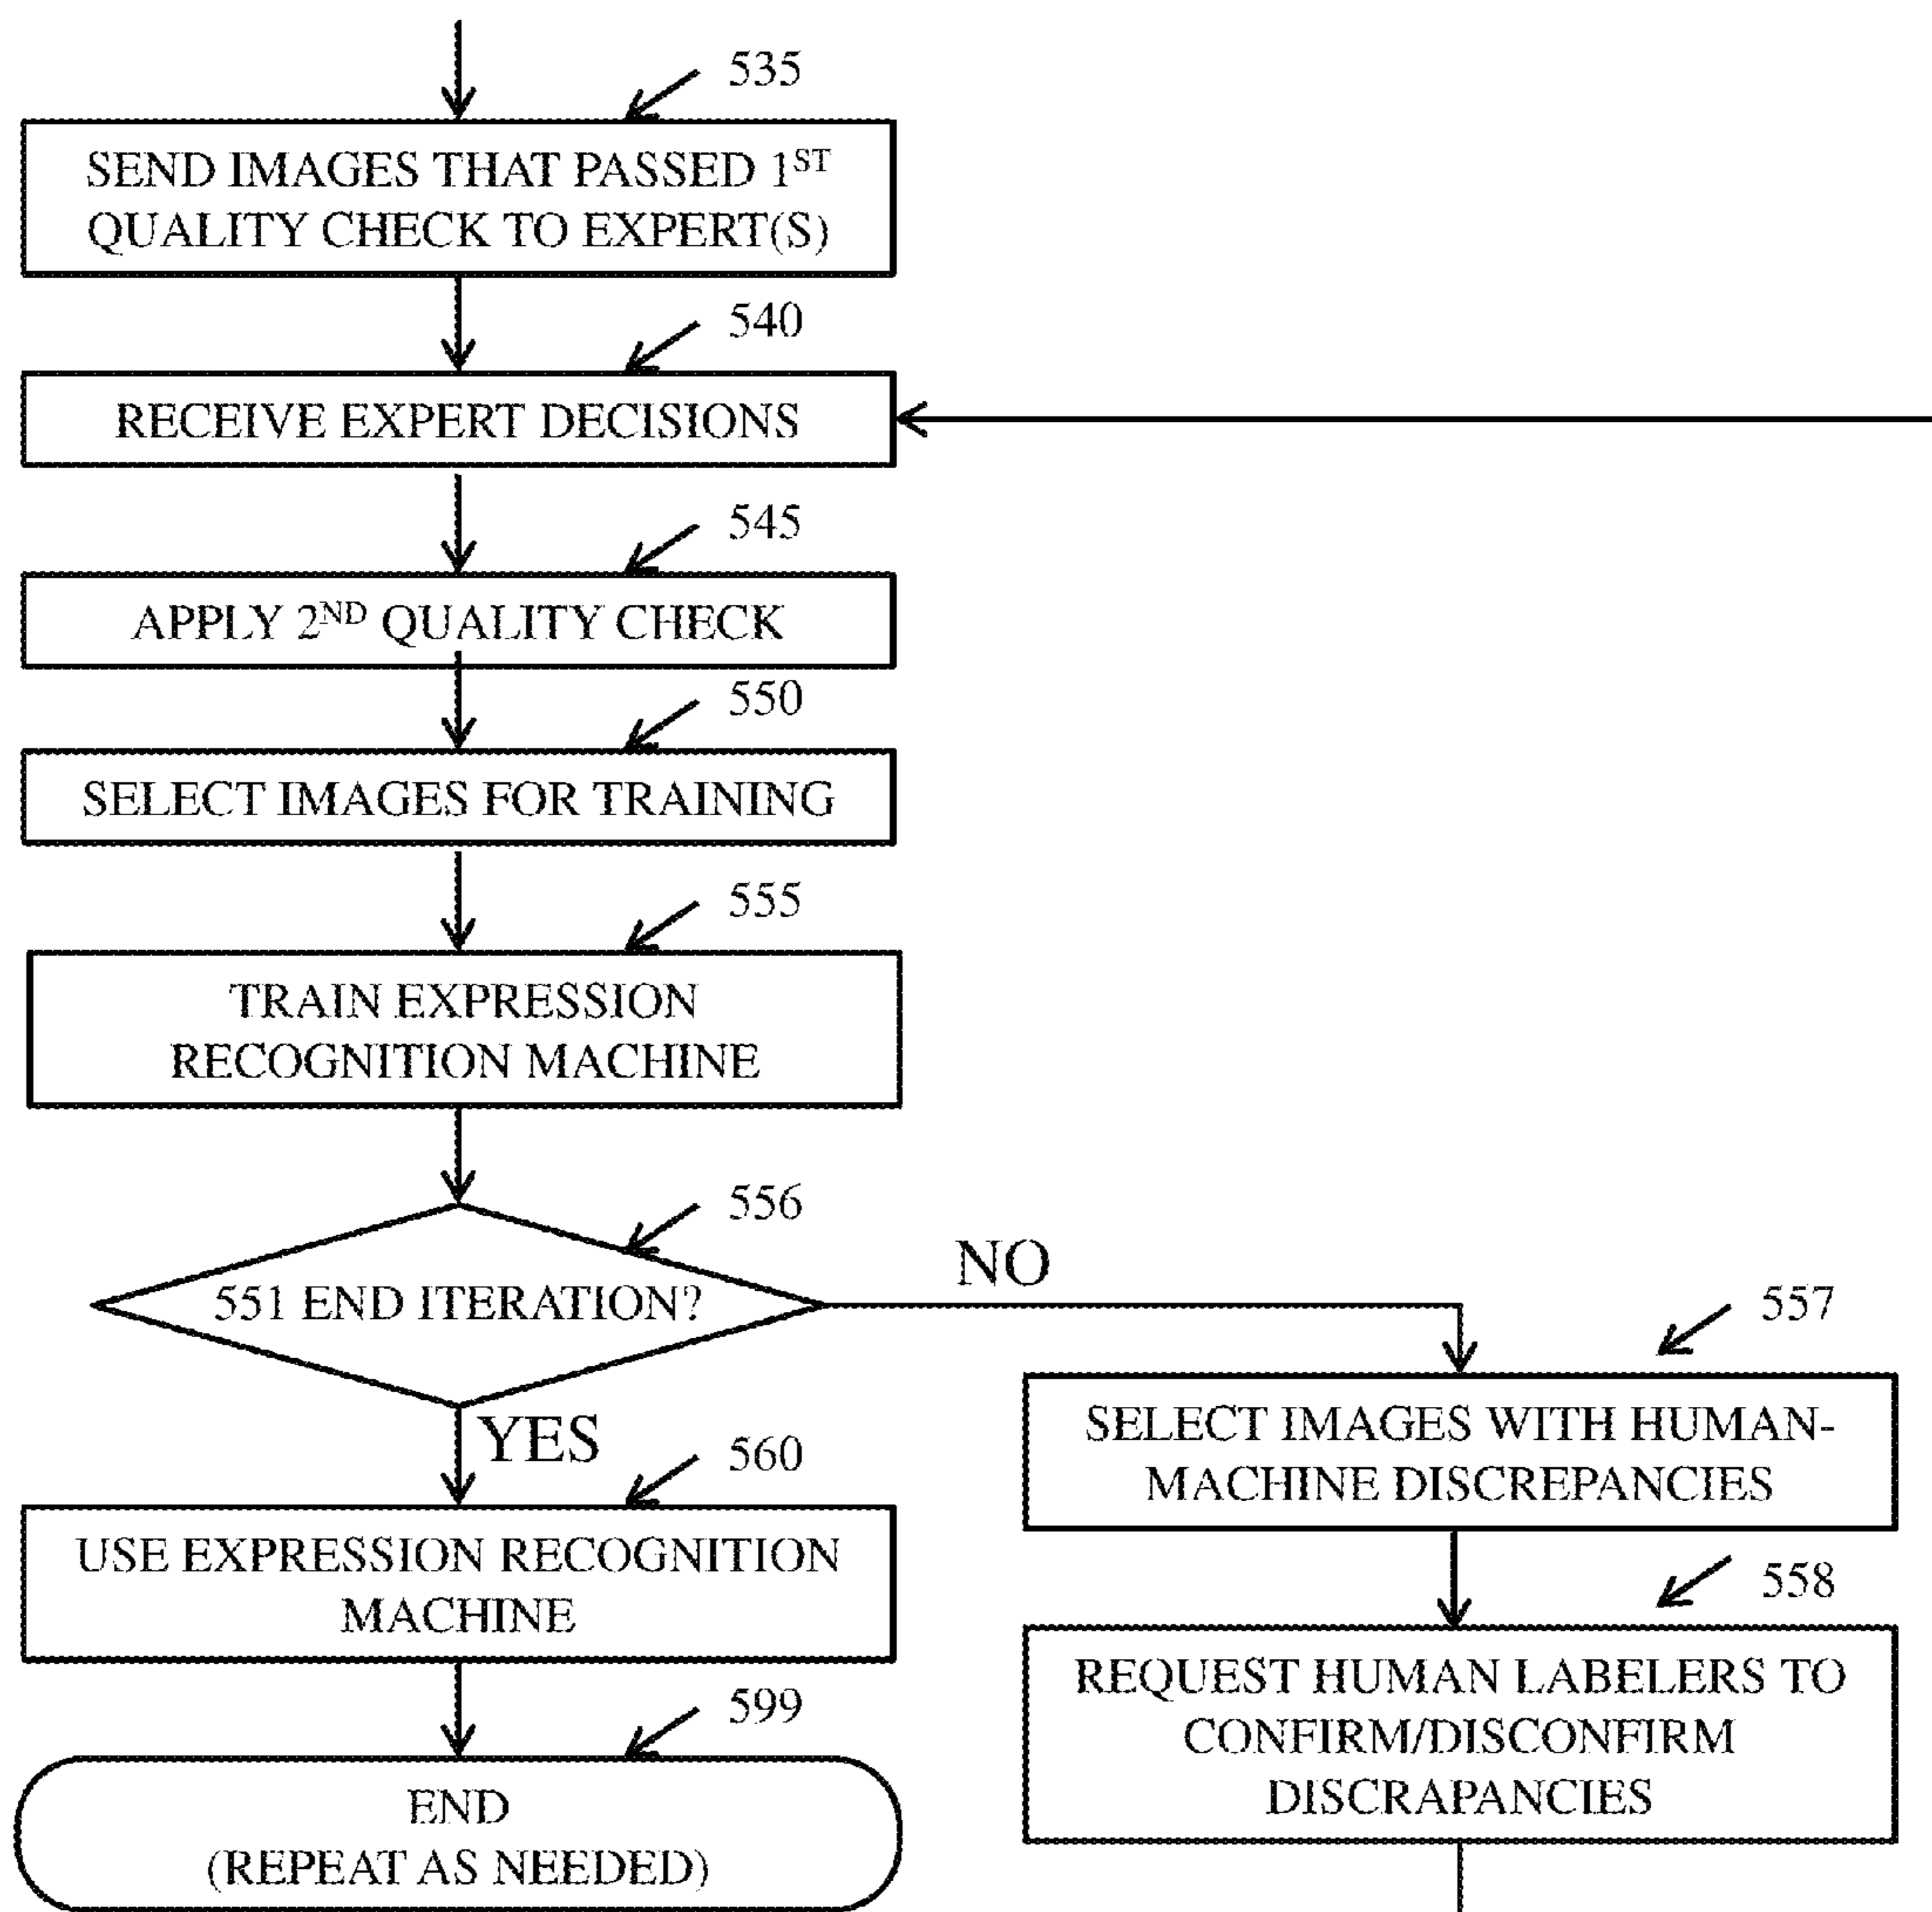 535
SEND IMAGES THAT PASSED 1ST
QUALITY CHECK TO EXPERT(S)
540
RECEIVE EXPERT DECISIONS
545
APPLY 2ND QUALITY CHECK
550
SELECT IMAGES FOR TRAINING
555
TRAIN EXPRESSION
RECOGNITION MACHINE
556
551 END ITERATION?
NO
YES
557
SELECT IMAGES WITH HUMAN-
MACHINE DISCREPANCIES
558
REQUEST HUMAN LABELERS TO
CONFIRM/DISCONFIRM
DISCRAPANCIES
560
USE EXPRESSION RECOGNITION
MACHINE
599
END
(REPEAT AS NEEDED)